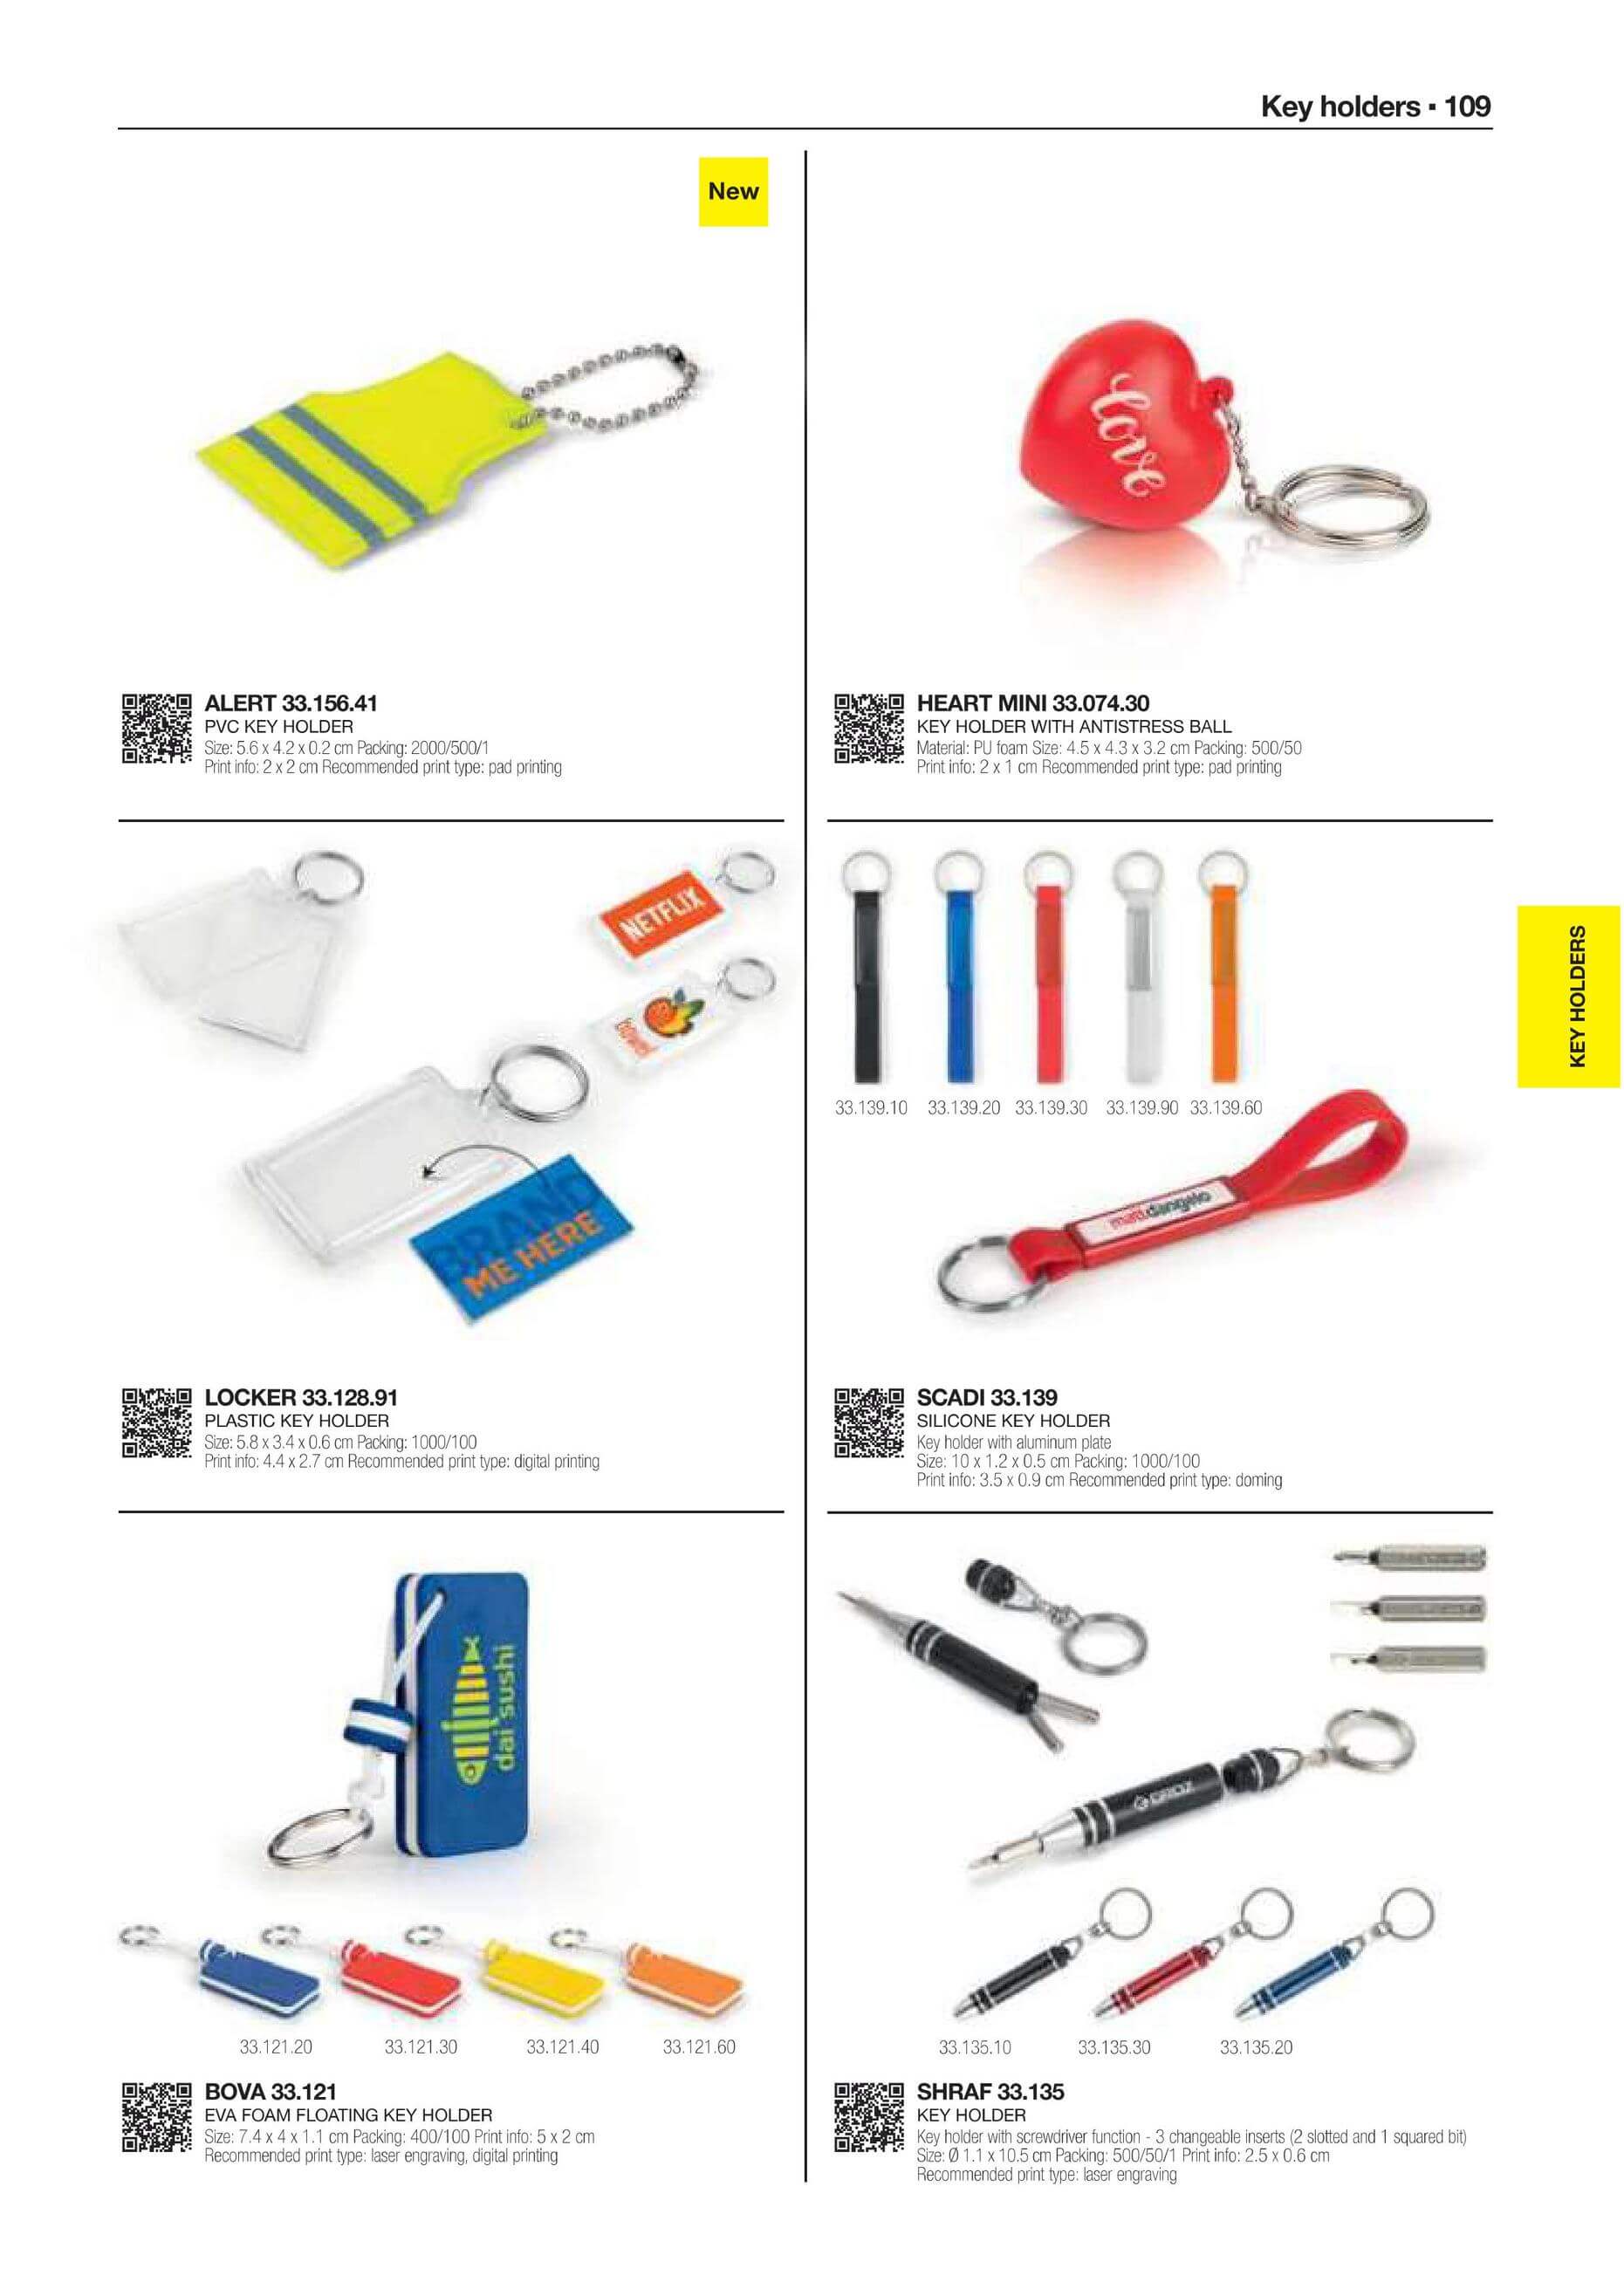 Key holders ▪ 109
New
Love
ALERT 33.156.41
PVC KEY HOLDER
Size: 5.6 x 4.2 x 0.2 cm Packing: 2000/500/1
Print info: 2 x 2 cm Recommended print type: pad printing
HEART MINI 33.074.30
KEY HOLDER WITH ANTISTRESS BALL
Material: PU foam Size: 4.5 x 4.3 x 3.2 cm Packing: 500/50
Print info: 2 x 1 cm Recommended print type: pad printing
NETFLIX
BRAND
ME HERE
LOCKER 33.128.91
PLASTIC KEY HOLDER
Size: 5.8 x 3.4 x 0.6 cm Packing: 1000/100
Print info: 4.4 x 2.7 cm Recommended print type: digital printing
33.139.10 33.139.20 33.139.30 33.139.90 33.139.60
matt.dangelo
SCADI 33.139
SILICONE KEY HOLDER
Key holder with aluminum plate
Size: 10 x 1.2 x 0.5 cm Packing: 1000/100
Print info: 3.5 x 0.9 cm Recommended print type: doming
KEY HOLDERS
dai sushi
33.121.20 33.121.30 33.121.40 33.121.60
BOVA 33.121
EVA FOAM FLOATING KEY HOLDER
Size: 7.4 x 4 x 1.1 cm Packing: 400/100 Print info: 5 x 2 cm
Recommended print type: laser engraving, digital printing
33.135.10 33.135.30 33.135.20
SHRAF 33.135
KEY HOLDER
Key holder with screwdriver function - 3 changeable inserts (2 slotted and 1 squared bit)
Size: Ø 1.1 x 10.5 cm Packing: 500/50/1 Print info: 2.5 x 0.6 cm
Recommended print type: laser engraving